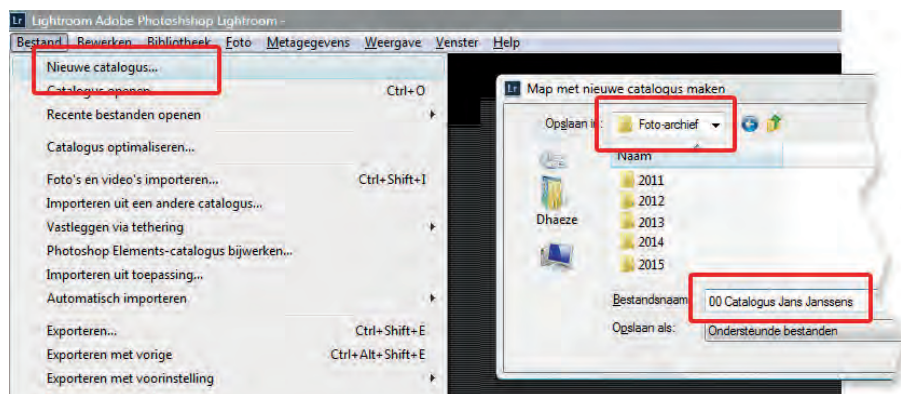 Lightroom Adobe Photoshshop Lightroom -
Bestand Bewerken Bibliotheek Foto Metagegevens Weergave Venster Help
Nieuwe catalogus...
Catalogus openen Ctrl+O
Recente bestanden openen
Catalogus optimaliseren...
Foto's en video's importeren... Ctrl+Shift+I
Importeren uit een andere catalogus...
Vastleggen via tethering
Photoshop Elements-catalogus bijwerken...
Importeren uit toepassing...
Automatisch importeren
Exporteren... Ctrl+Shift+E
Exporteren met vorige Ctrl+Alt+Shift+E
Exporteren met voorinstelling
Map met nieuwe catalogus maken
Opslaan in: Foto-archief
Naam
2011
2012
Dhaeze
2013
2014
2015
Bestandsnaam 00 Catalogus Jans Janssens
Opslaan als: Ondersteunde bestanden